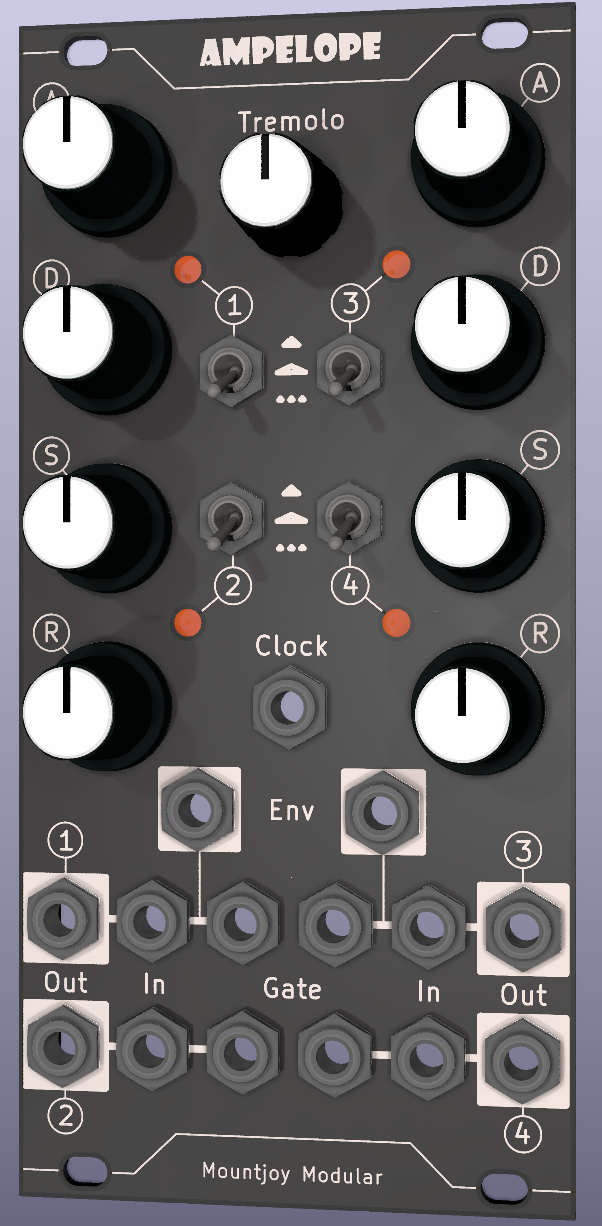 AMPELOPE
A
Tremolo
A
D
1
3
D
S
2
4
S
R
Clock
R
Env
1
3
Out
In
Gate
In
Out
2
4
Mountjoy Modular